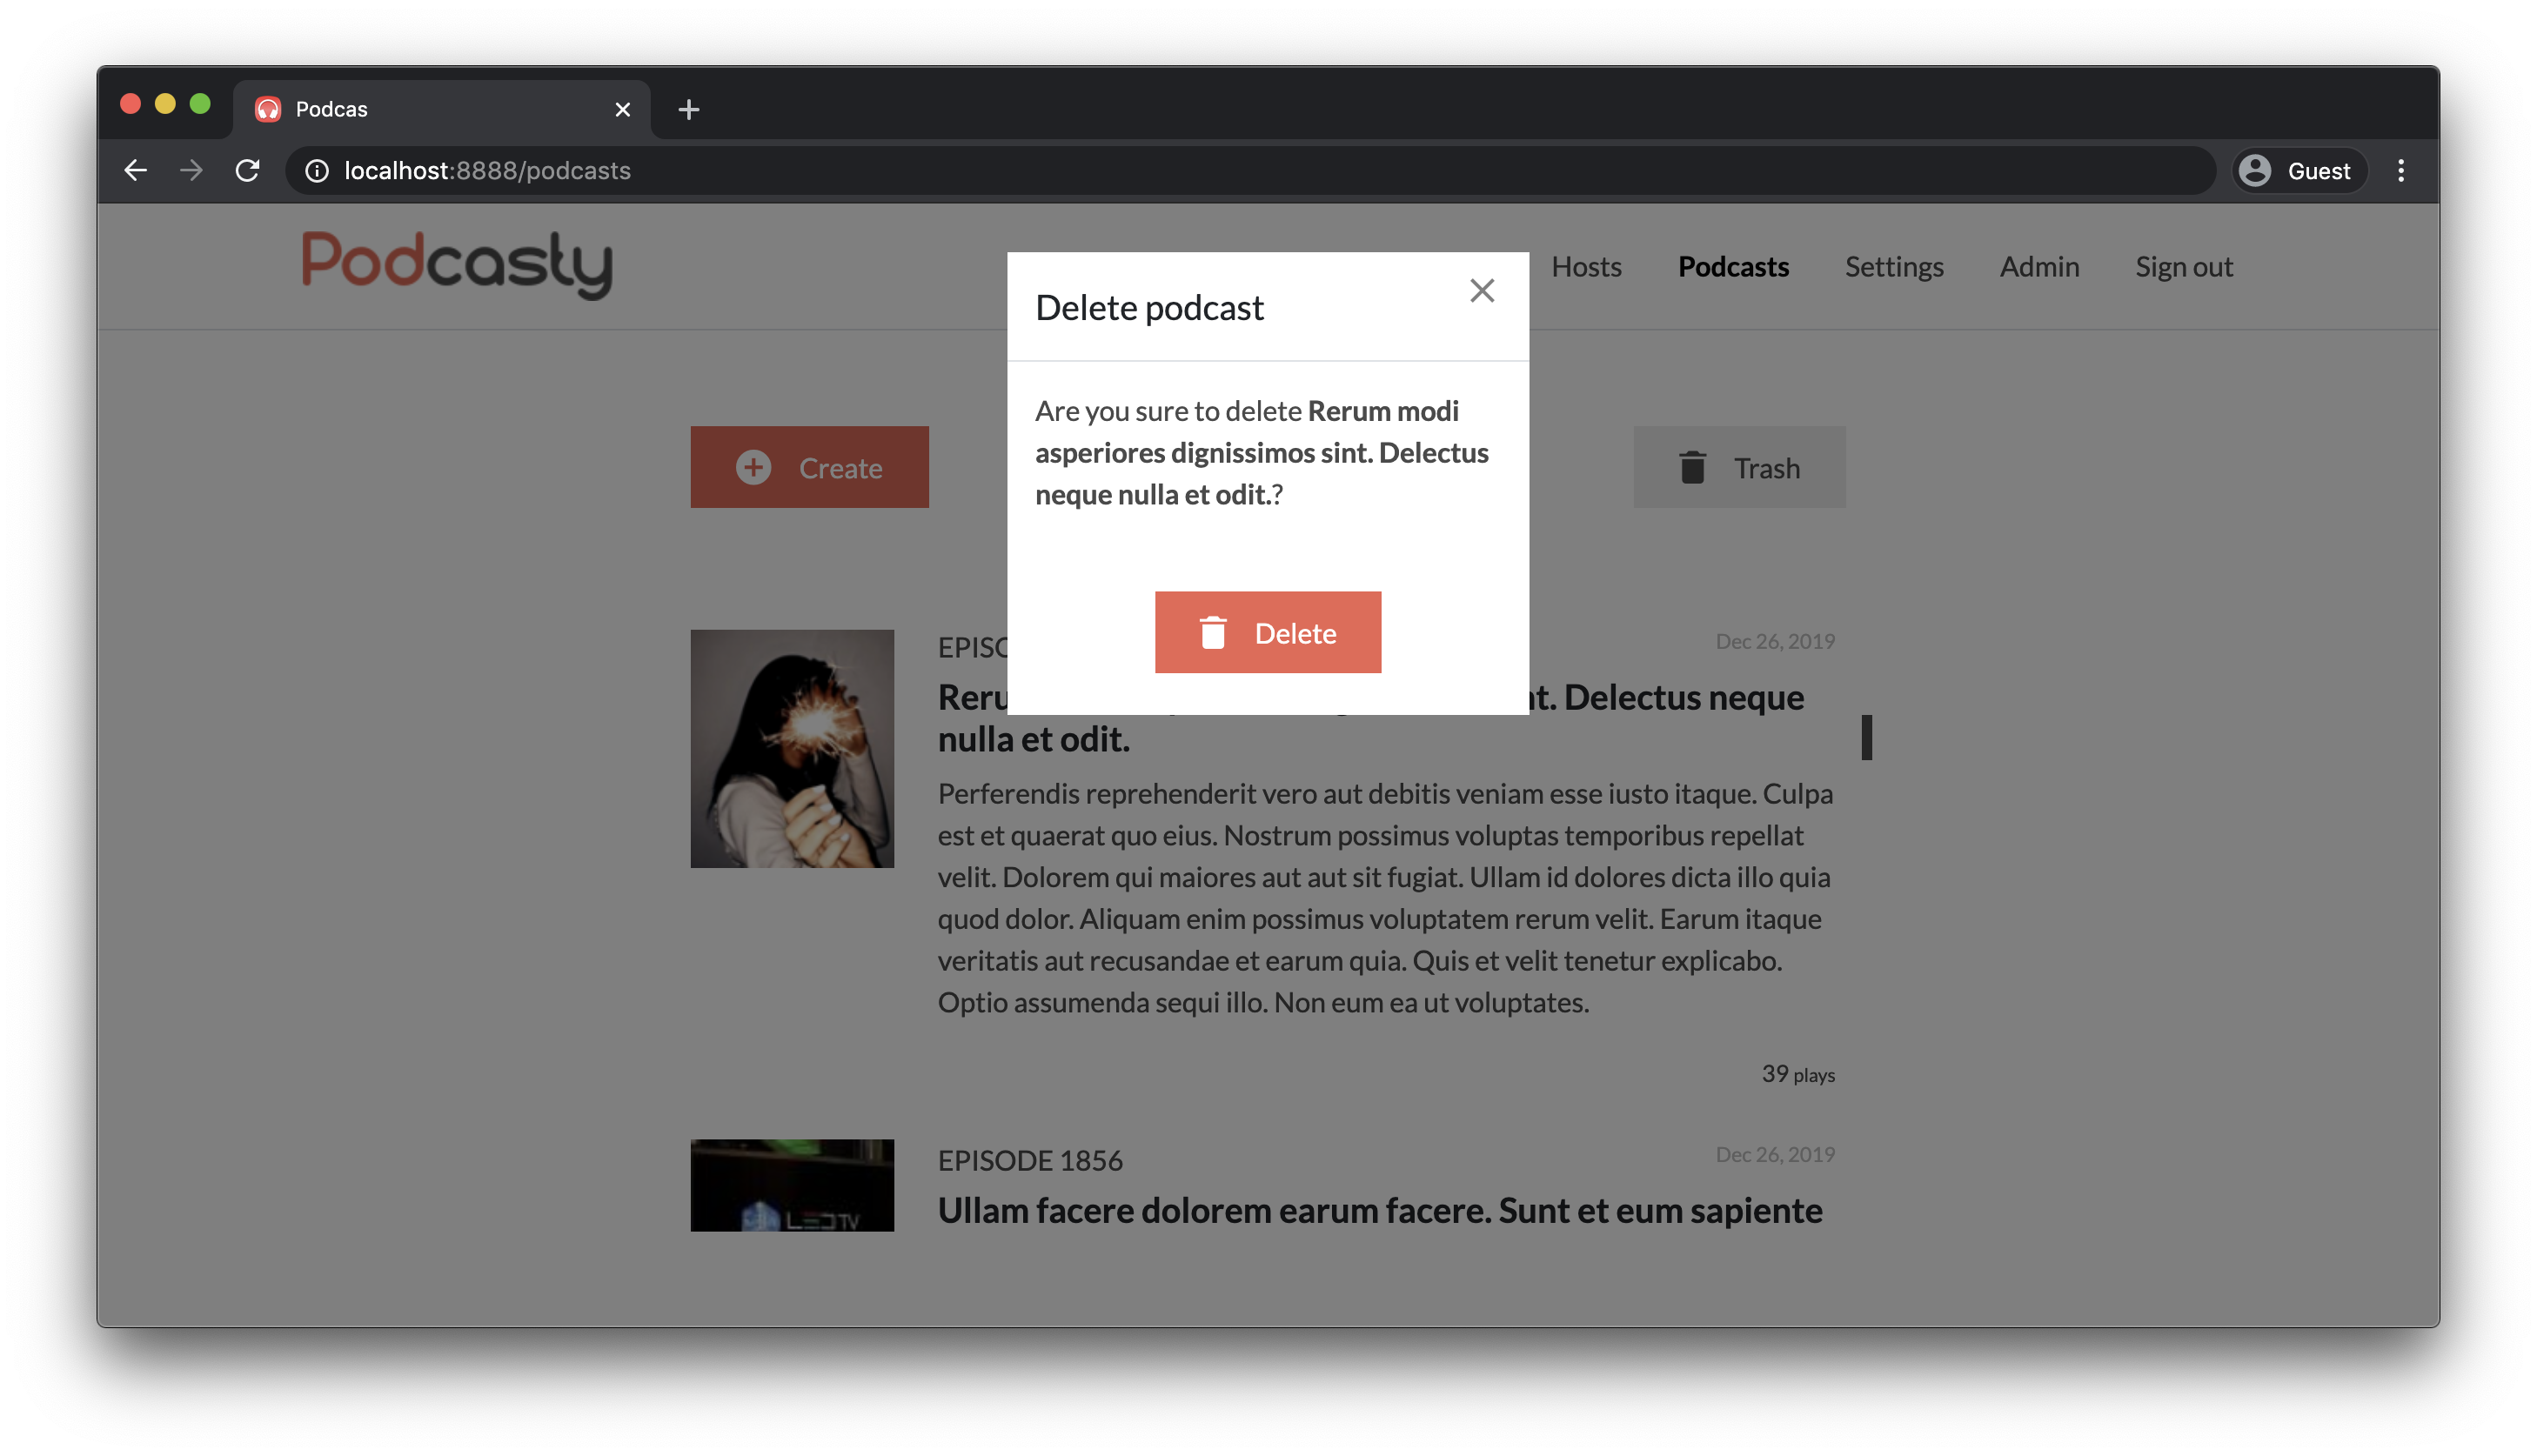 Podcas
localhost:8888/podcasts
Guest
Podcasty
Hosts
Podcasts
Settings
Admin
Sign out
Delete podcast
Are you sure to delete Rerum modi
asperiores dignissimos sint. Delectus
neque nulla et odit.?
Delete
Create
Trash
Dec 26, 2019
Delectus neque
nulla et odit.
Perferendis reprehenderit vero aut debitis veniam esse iusto itaque. Culpa
est et quaerat quo eius. Nostrum possimus voluptas temporibus repellat
velit. Dolorem qui maiores aut aut sit fugiat. Ullam id dolores dicta illo quia
quod dolor. Aliquam enim possimus voluptatem rerum velit. Earum itaque
veritatis aut recusandae et earum quia. Quis et velit tenetur explicabo.
Optio assumenda sequi illo. Non eum ea ut voluptates.
39 plays
LEDTV
EPISODE 1856
Dec 26, 2019
Ullam facere dolorem earum facere. Sunt et eum sapiente